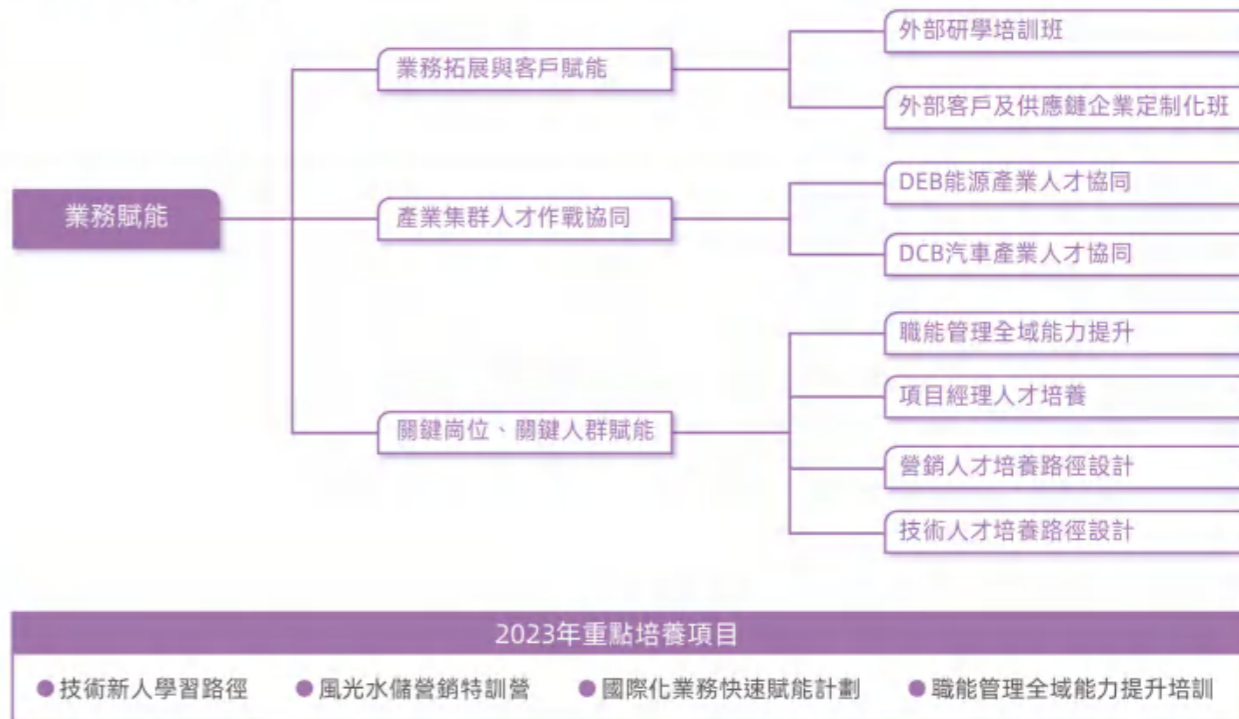 外部研學培訓班
業務拓展與客戶賦能
外部客戶及供應鏈企業定制化班
DEB能源產業人才協同
業務賦能
產業集群人才作戰協同
DCB汽車產業人才協同
職能管理全域能力提升
項目經理人才培養
關鍵崗位、關鍵人群賦能
營銷人才培養路徑設計
技術人才培養路徑設計
2023年重點培養項目
●技術新人學習路徑 ●風光水儲營銷特訓營 ●國際化業務快速賦能計劃 ●職能管理全域能力提升培訓